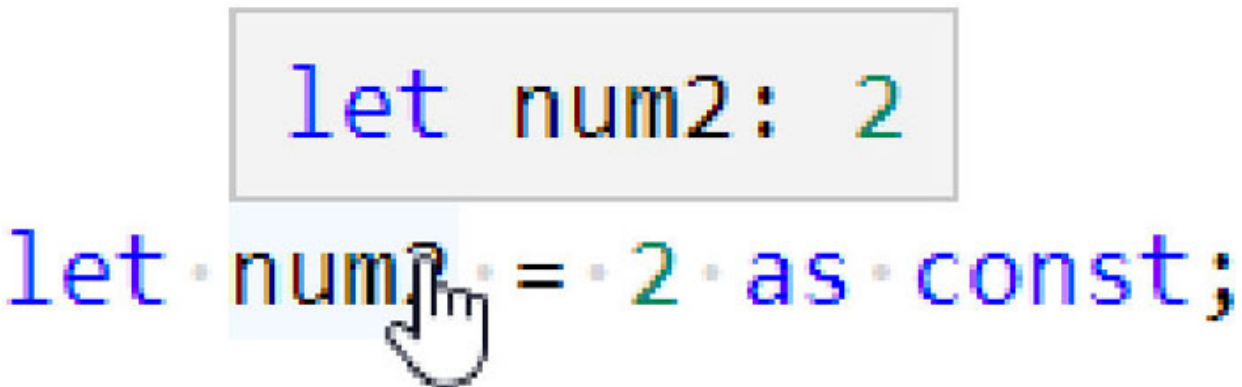 let num2: 2
let num2 = 2 as const;